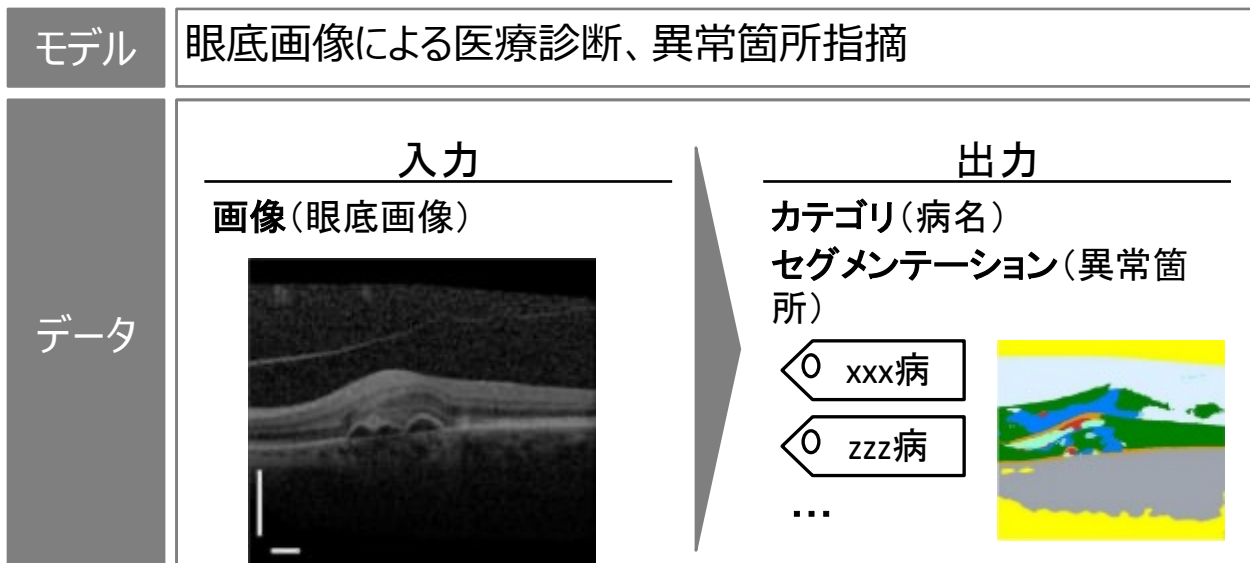 モデル
眼底画像による医療診断、異常箇所指摘
データ
入力
画像（眼底画像）
出力
カテゴリ（病名）
セグメンテーション（異常箇
所）
xxx病
zzz病
…